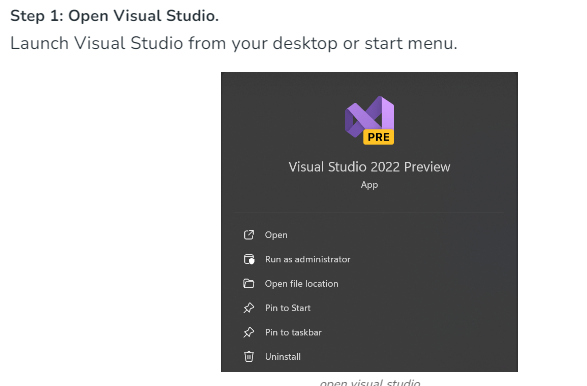 Step 1: Open Visual Studio.
Launch Visual Studio from your desktop or start menu.
PRE
Visual Studio 2022 Preview
App
Open
Run as administrator
Open file location
Pin to Start
Pin to taskbar
Uninstall
open visual studio